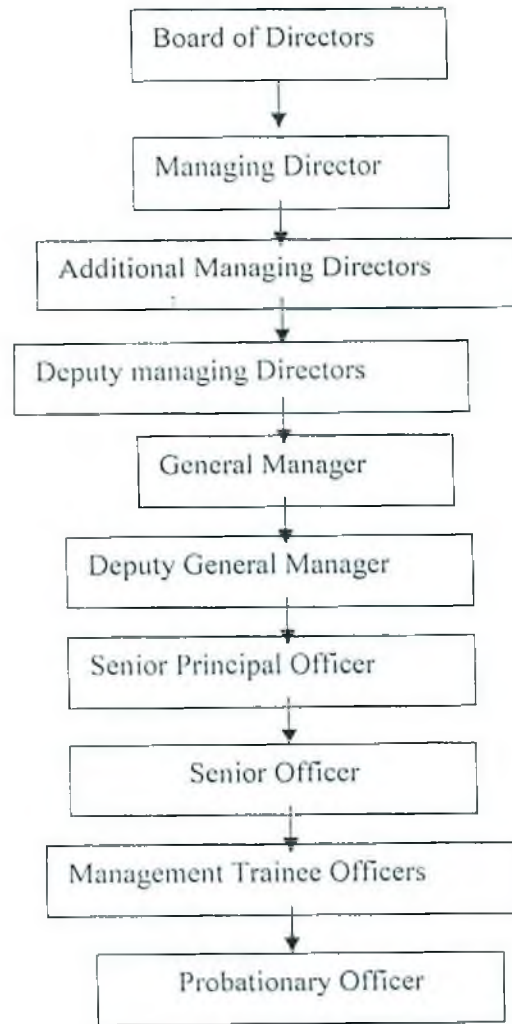 Board of Directors
Managing Director
Additional Managing Directors
Deputy managing Directors
General Manager
Deputy General Manager
Senior Principal Officer
Senior Officer
Management Trainee Officers
Probationary Officer